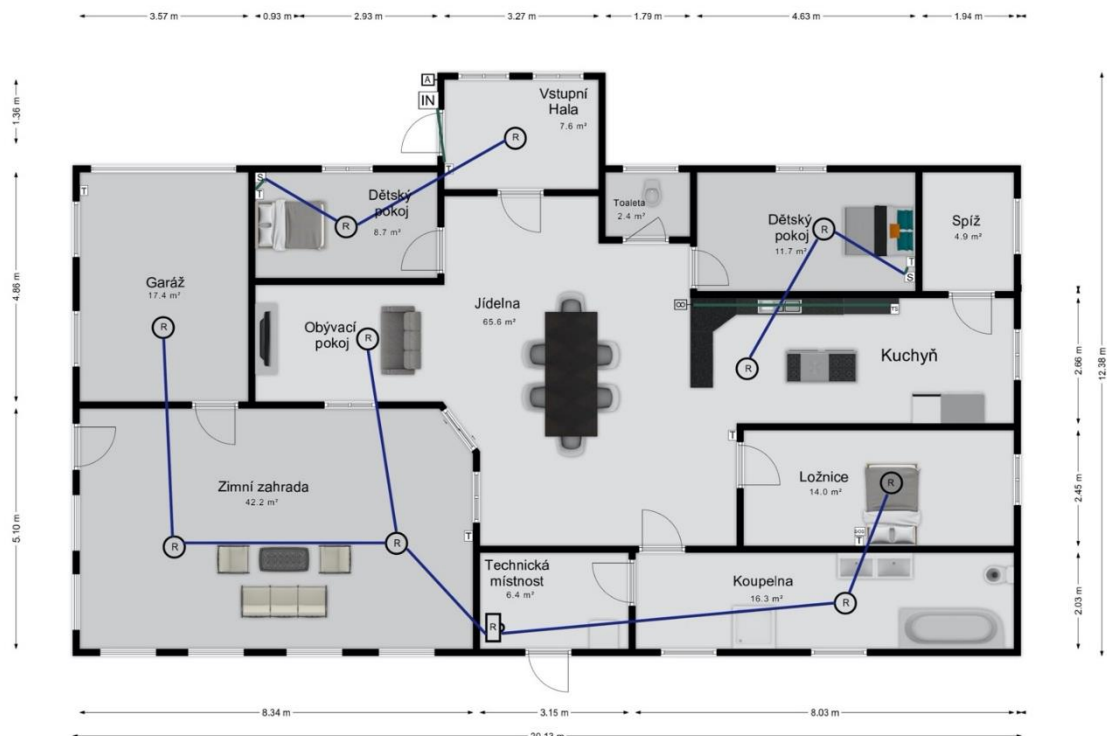 3.57 m
0.93 m
2.93 m
3.27 m
1.79 m
4.63 m
1.94 m
1.36 m
4.86 m
5.10 m
12.38 m
2.66 m
2.45 m
2.03 m
A
IN
T
Vstupní
Hala
7.6 m²
R
S
T
Dětský
pokoj
8.7 m²
R
T
Toaleta
2.4 m²
Dětský
pokoj
11.7 m²
R
T
S
Spíž
4.9 m²
Garáž
17.4 m²
R
Obývací
pokoj
R
Jídelna
65.6 m²
Kuchyň
R
Zimní zahrada
42.2 m²
R
R
T
T
Ložnice
14.0 m²
R
SOS
T
Technická
místnost
6.4 m²
R
Koupelna
16.3 m²
R
8.34 m
3.15 m
8.03 m
20.13 m